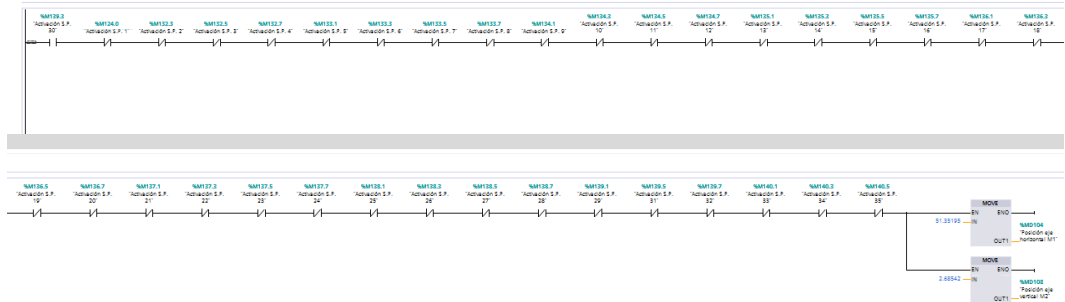 %M139.3 %M124.0 %M132.3 %M132.5 %M132.7 %M133.1 %M133.3 %M133.5 %M133.7 %M134.1 %M134.3 %M134.5 %M134.7 %M135.1 %M135.3 %M135.5 %M135.7 %M136.1 %M136.3
"Activación S.P. 30" "Activación S.P. 1" "Activación S.P. 2" "Activación S.P. 3" "Activación S.P. 4" "Activación S.P. 5" "Activación S.P. 6" "Activación S.P. 7" "Activación S.P. 8" "Activación S.P. 9" "Activación S.P. 10" "Activación S.P. 11" "Activación S.P. 12" "Activación S.P. 13" "Activación S.P. 14" "Activación S.P. 15" "Activación S.P. 16" "Activación S.P. 17" "Activación S.P. 18"
%M136.5 %M136.7 %M137.1 %M137.3 %M137.5 %M137.7 %M138.1 %M138.3 %M138.5 %M138.7 %M139.1 %M139.5 %M139.7 %M140.1 %M140.3 %M140.5
"Activación S.P. 19" "Activación S.P. 20" "Activación S.P. 21" "Activación S.P. 22" "Activación S.P. 23" "Activación S.P. 24" "Activación S.P. 25" "Activación S.P. 26" "Activación S.P. 27" "Activación S.P. 28" "Activación S.P. 29" "Activación S.P. 31" "Activación S.P. 32" "Activación S.P. 33" "Activación S.P. 34" "Activación S.P. 35"
MOVE
EN ENO
IN
%MD104
"Posición eje
OUT1 horizontal M1"
MOVE
EN ENO
2.68942 IN
%MD108
"Posición eje
OUT1 vertical M2"